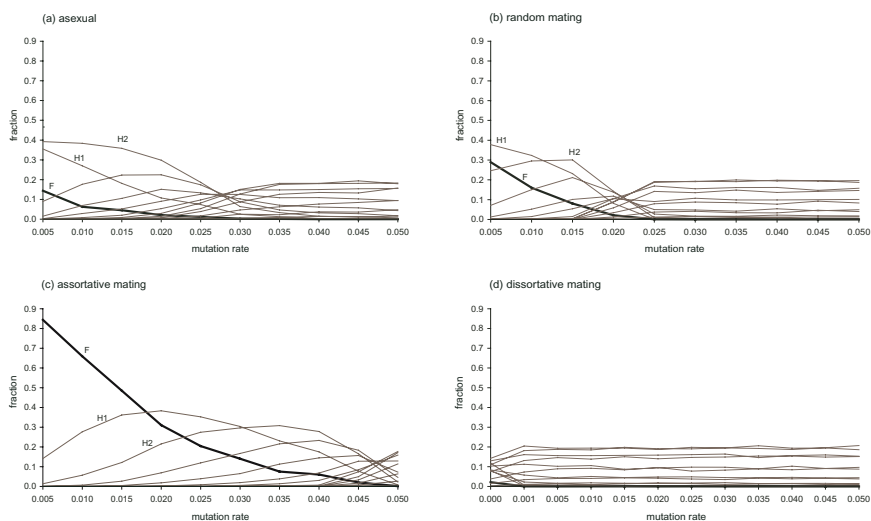 (a) asexual
0.9
0.8
0.7
0.6
0.5
0.4
0.3
0.2
0.1
0.0
fraction
H2
H1
F
0.005 0.010 0.015 0.020 0.025 0.030 0.035 0.040 0.045 0.050
mutation rate
(b) random mating
0.9
0.8
0.7
0.6
0.5
0.4
0.3
0.2
0.1
0.0
fraction
H1
H2
F
0.005 0.010 0.015 0.020 0.025 0.030 0.035 0.040 0.045 0.050
mutation rate
(c) assortative mating
0.9
0.8
0.7
0.6
0.5
0.4
0.3
0.2
0.1
0.0
fraction
F
H1
H2
0.005 0.010 0.015 0.020 0.025 0.030 0.035 0.040 0.045 0.050
mutation rate
(d) dissortative mating
0.9
0.8
0.7
0.6
0.5
0.4
0.3
0.2
0.1
0.0
fraction
0.000 0.001 0.010 0.015 0.020 0.025 0.030 0.035 0.040 0.045 0.050
mutation rate